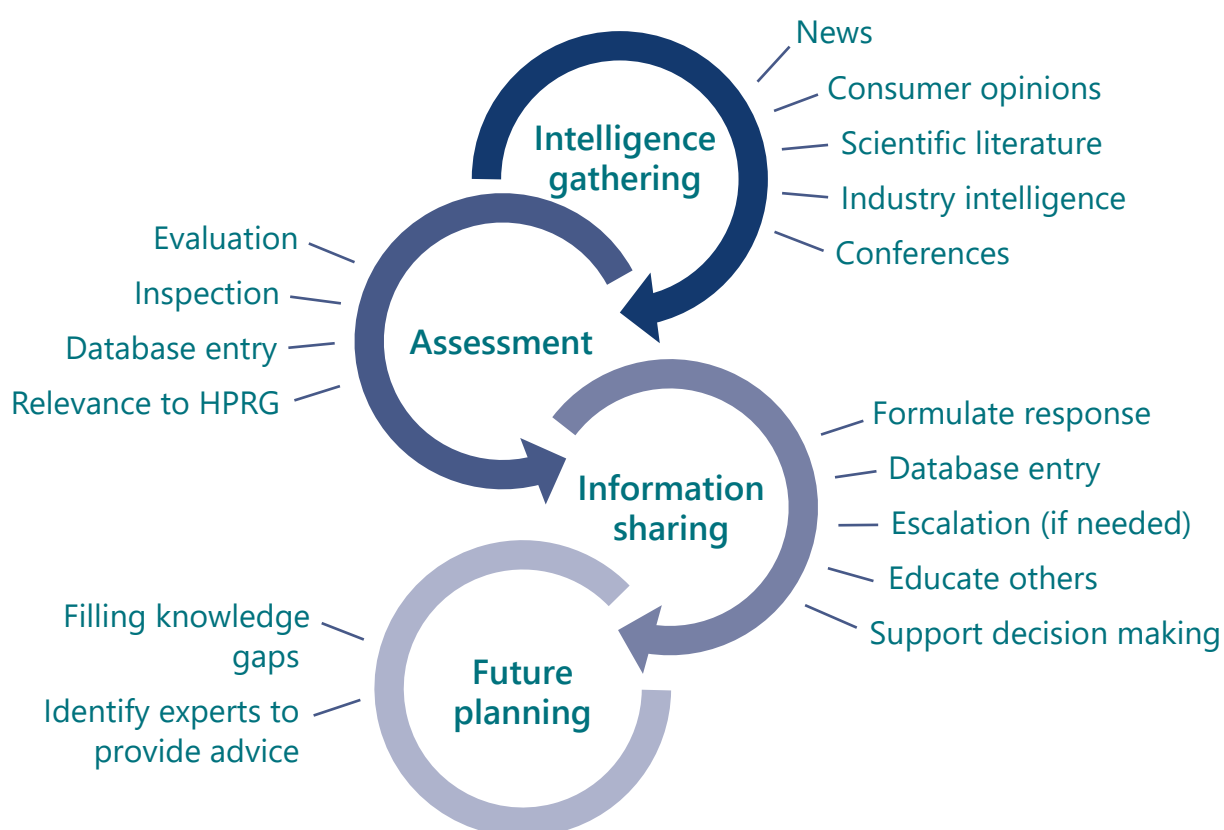 Intelligence
gathering
News
Consumer opinions
Scientific literature
Industry intelligence
Conferences
Assessment
Evaluation
Inspection
Database entry
Relevance to HPRG
Information
sharing
Formulate response
Database entry
Escalation (if needed)
Educate others
Support decision making
Future
planning
Filling knowledge
gaps
Identify experts to
provide advice